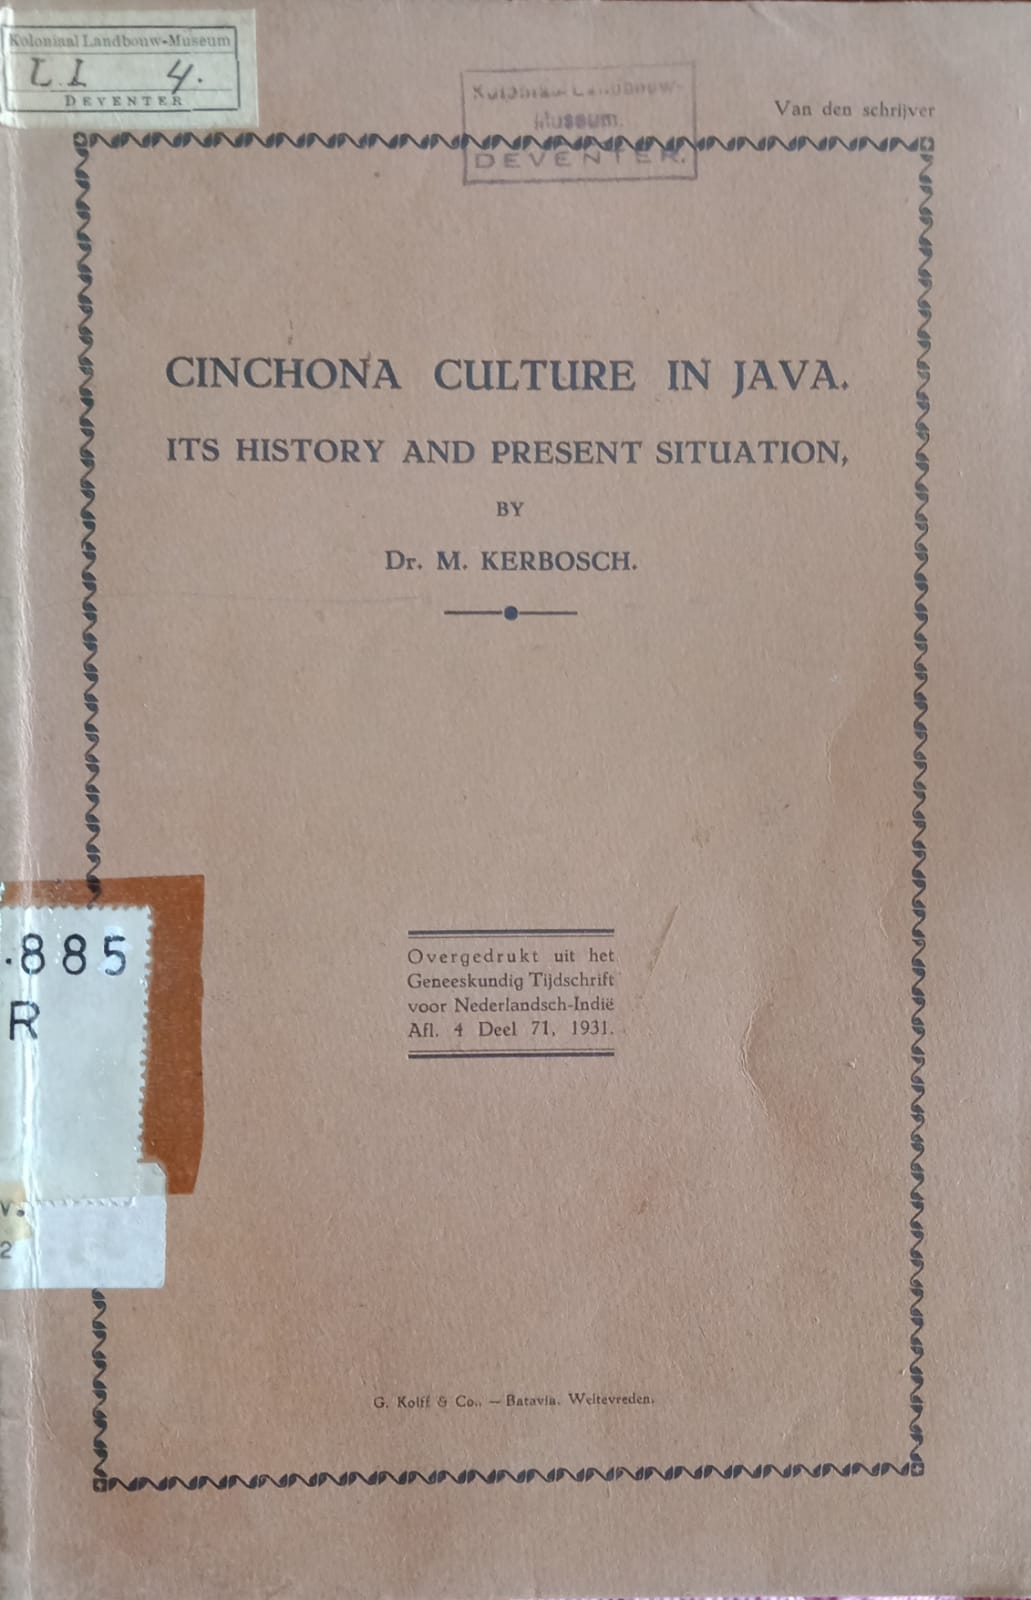 Koloniaal Landbouw-Museum
L.I 4.
DEVENTER
Museum.
DEVENTER.
Van den schrijver
CINCHONA CULTURE IN JAVA.
ITS HISTORY AND PRESENT SITUATION,
BY
Dr. M. KERBOSCH.
.885
R
Overgedrukt uit het
Geneeskundig Tijdschrift
voor Nederlandsch-Indië
Afl. 4 Deel 71, 1931.
v.
2
G. Kolff & Co., — Batavia. Weltevreden.